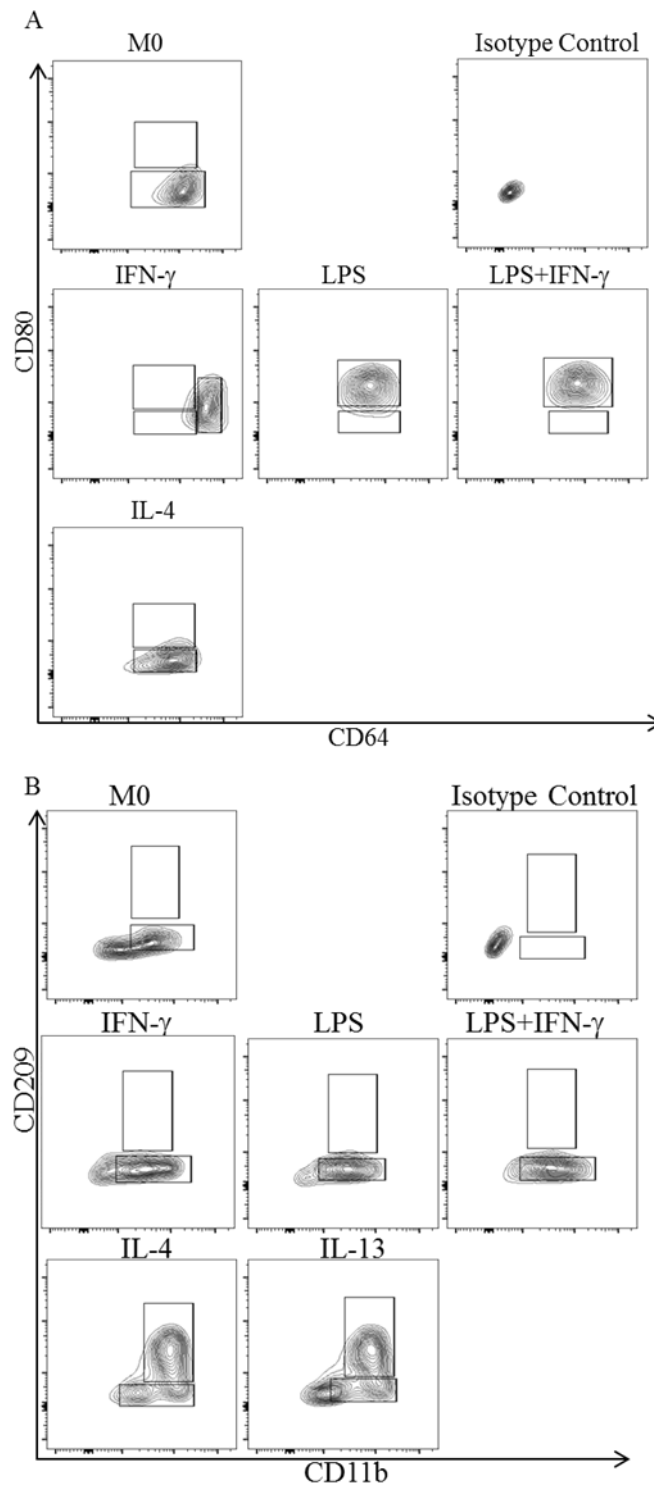 A
M0 Isotype Control
IFN-γ LPS LPS+IFN-γ
CD80
IL-4
CD64
B
M0 Isotype Control
IFN-γ LPS LPS+IFN-γ
CD209
IL-4 IL-13
CD11b